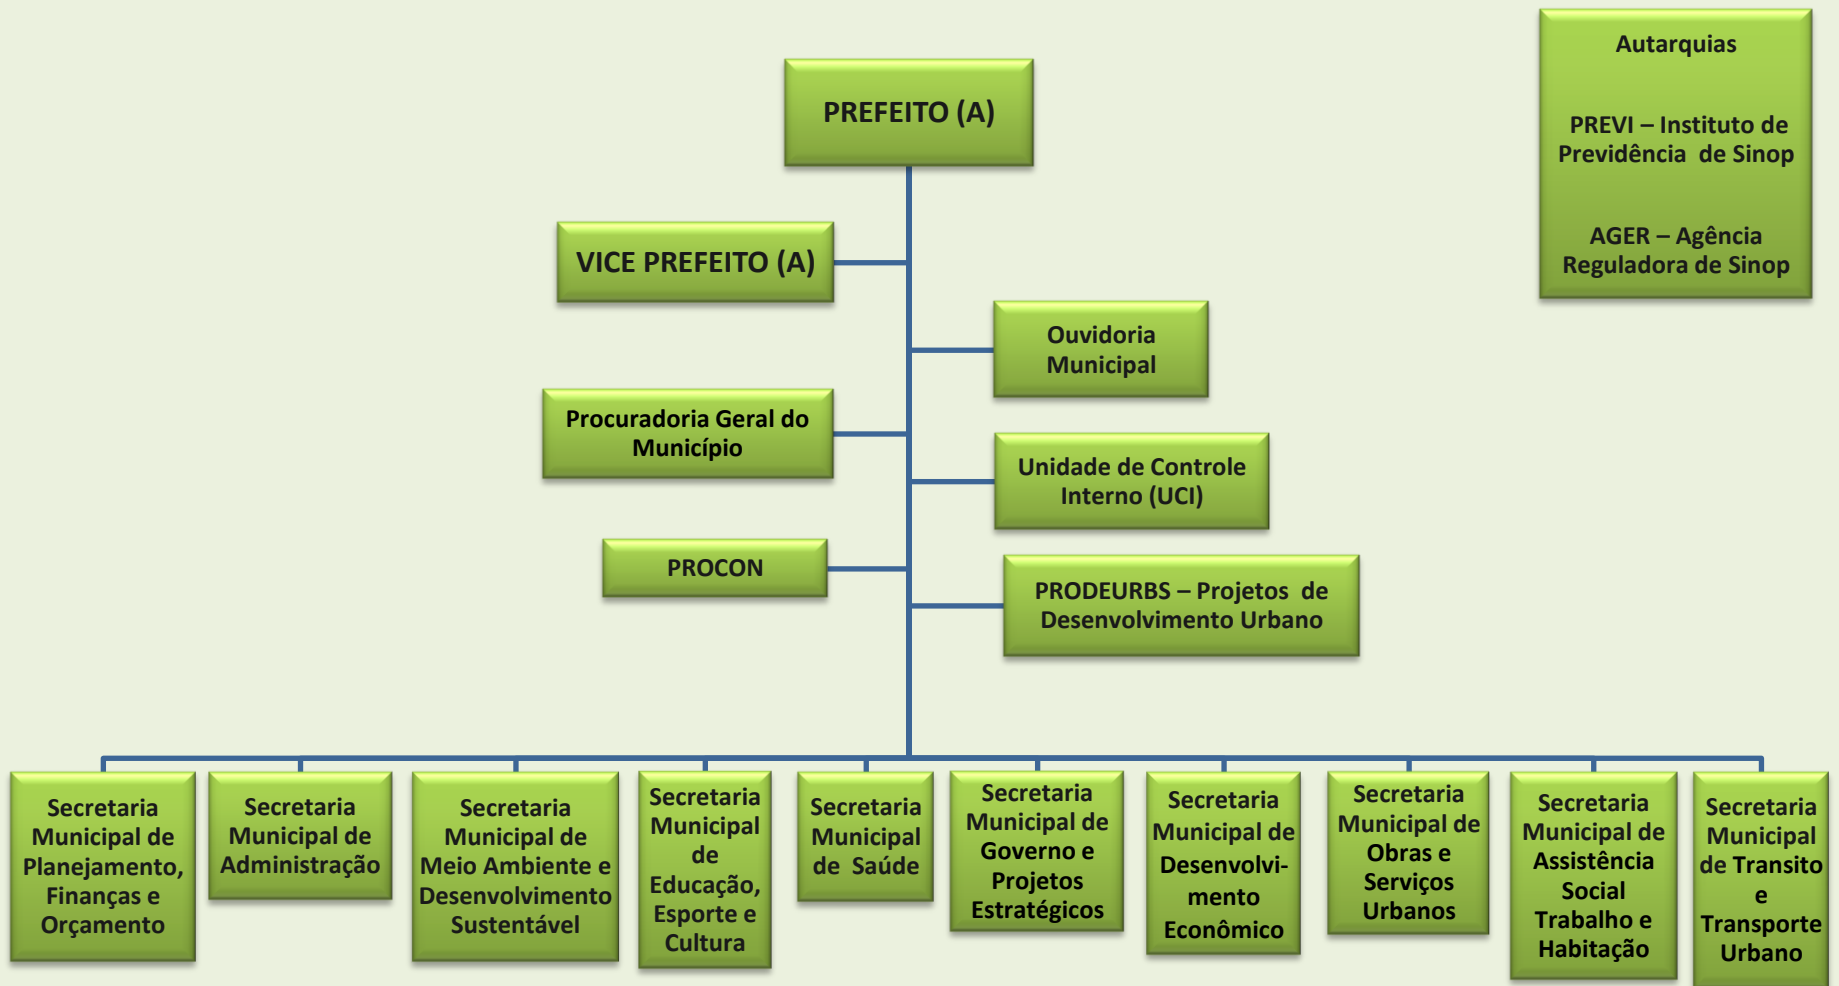 PREFEITO (A)
Autarquias
PREVI – Instituto de
Previdência de Sinop
AGER – Agência
Reguladora de Sinop
VICE PREFEITO (A)
Ouvidoria
Municipal
Procuradoria Geral do
Município
Unidade de Controle
Interno (UCI)
PROCON
PRODEURBS – Projetos de
Desenvolvimento Urbano
Secretaria
Municipal de
Planejamento,
Finanças e
Orçamento
Secretaria
Municipal de
Administração
Secretaria
Municipal de
Meio Ambiente e
Desenvolvimento
Sustentável
Secretaria
Municipal
de
Educação,
Esporte e
Cultura
Secretaria
Municipal
de Saúde
Secretaria
Municipal de
Governo e
Projetos
Estratégicos
Secretaria
Municipal de
Desenvolvi-
mento
Econômico
Secretaria
Municipal de
Obras e
Serviços
Urbanos
Secretaria
Municipal de
Assistência
Social
Trabalho e
Habitação
Secretaria
Municipal
de Transito
e
Transporte
Urbano